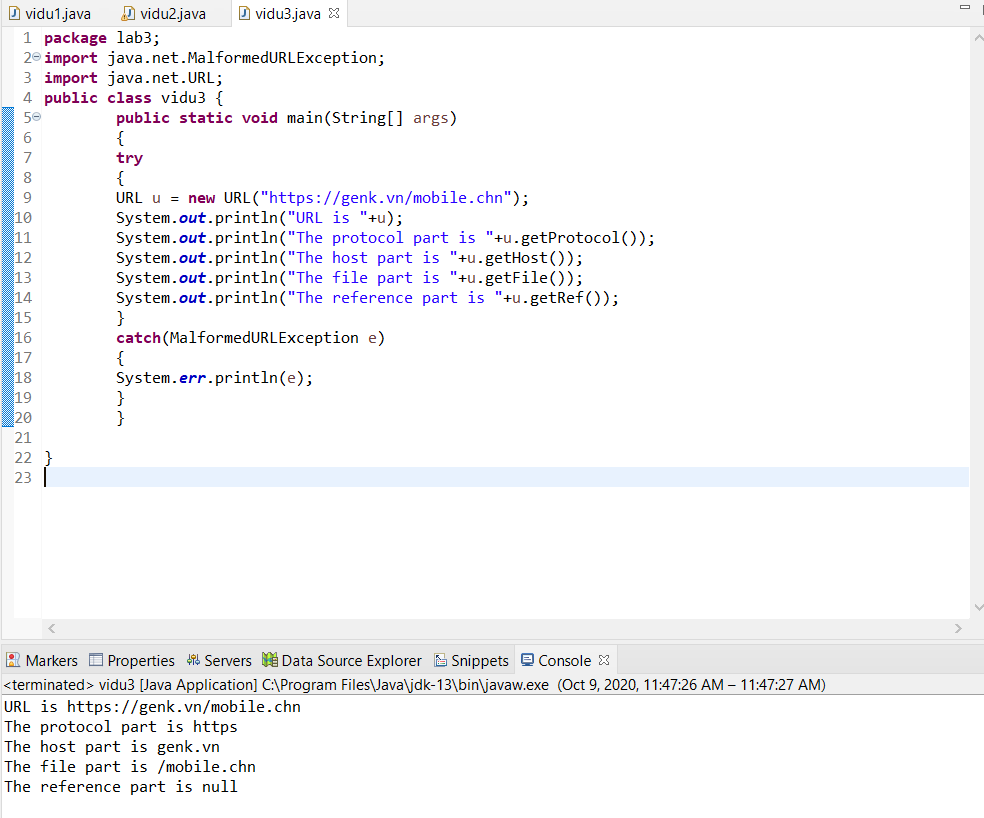 vidu1.java vidu2.java vidu3.java
1 package lab3;
2 import java.net.MalformedURLException;
3 import java.net.URL;
4 public class vidu3 {
5 public static void main(String[] args)
6 {
7 try
8 {
9 URL u = new URL("https://genk.vn/mobile.chn");
10 System.out.println("URL is "+u);
11 System.out.println("The protocol part is "+u.getProtocol());
12 System.out.println("The host part is "+u.getHost());
13 System.out.println("The file part is "+u.getFile());
14 System.out.println("The reference part is "+u.getRef());
15 }
16 catch(MalformedURLException e)
17 {
18 System.err.println(e);
19 }
20 }
21
22 }
23
Markers Properties Servers Data Source Explorer Snippets Console
<terminated> vidu3 [Java Application] C:\Program Files\Java\jdk-13\bin\javaw.exe (Oct 9, 2020, 11:47:26 AM – 11:47:27 AM)
URL is https://genk.vn/mobile.chn
The protocol part is https
The host part is genk.vn
The file part is /mobile.chn
The reference part is null